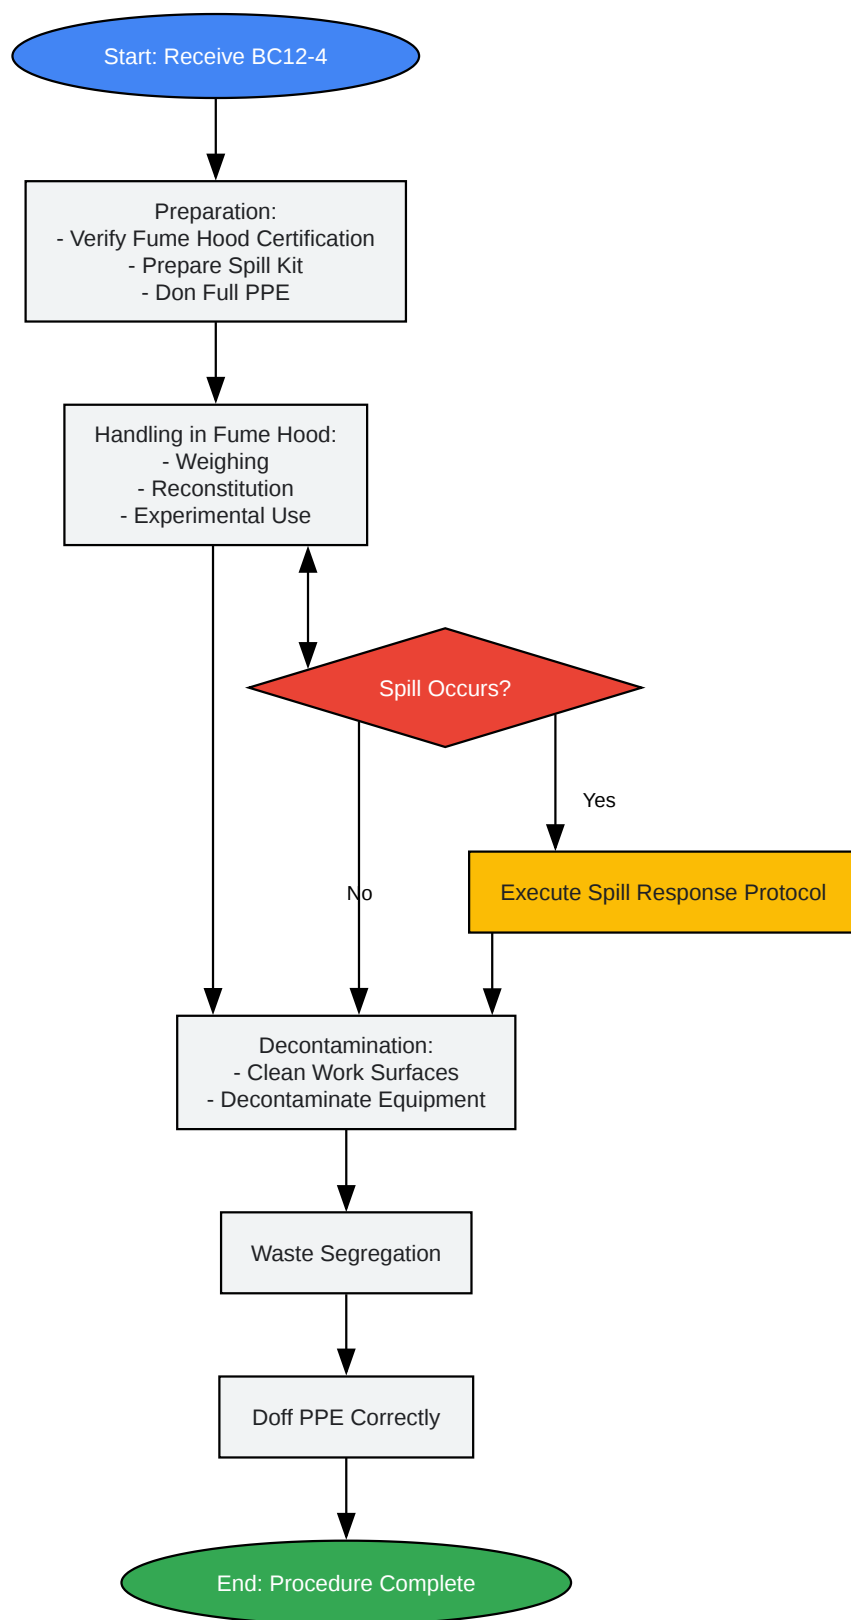 Start: Receive BC12-4
Preparation:
- Verify Fume Hood Certification
- Prepare Spill Kit
- Don Full PPE
Handling in Fume Hood:
- Weighing
- Reconstitution
- Experimental Use
Spill Occurs?
Yes
No
Execute Spill Response Protocol
Decontamination:
- Clean Work Surfaces
- Decontaminate Equipment
Waste Segregation
Doff PPE Correctly
End: Procedure Complete